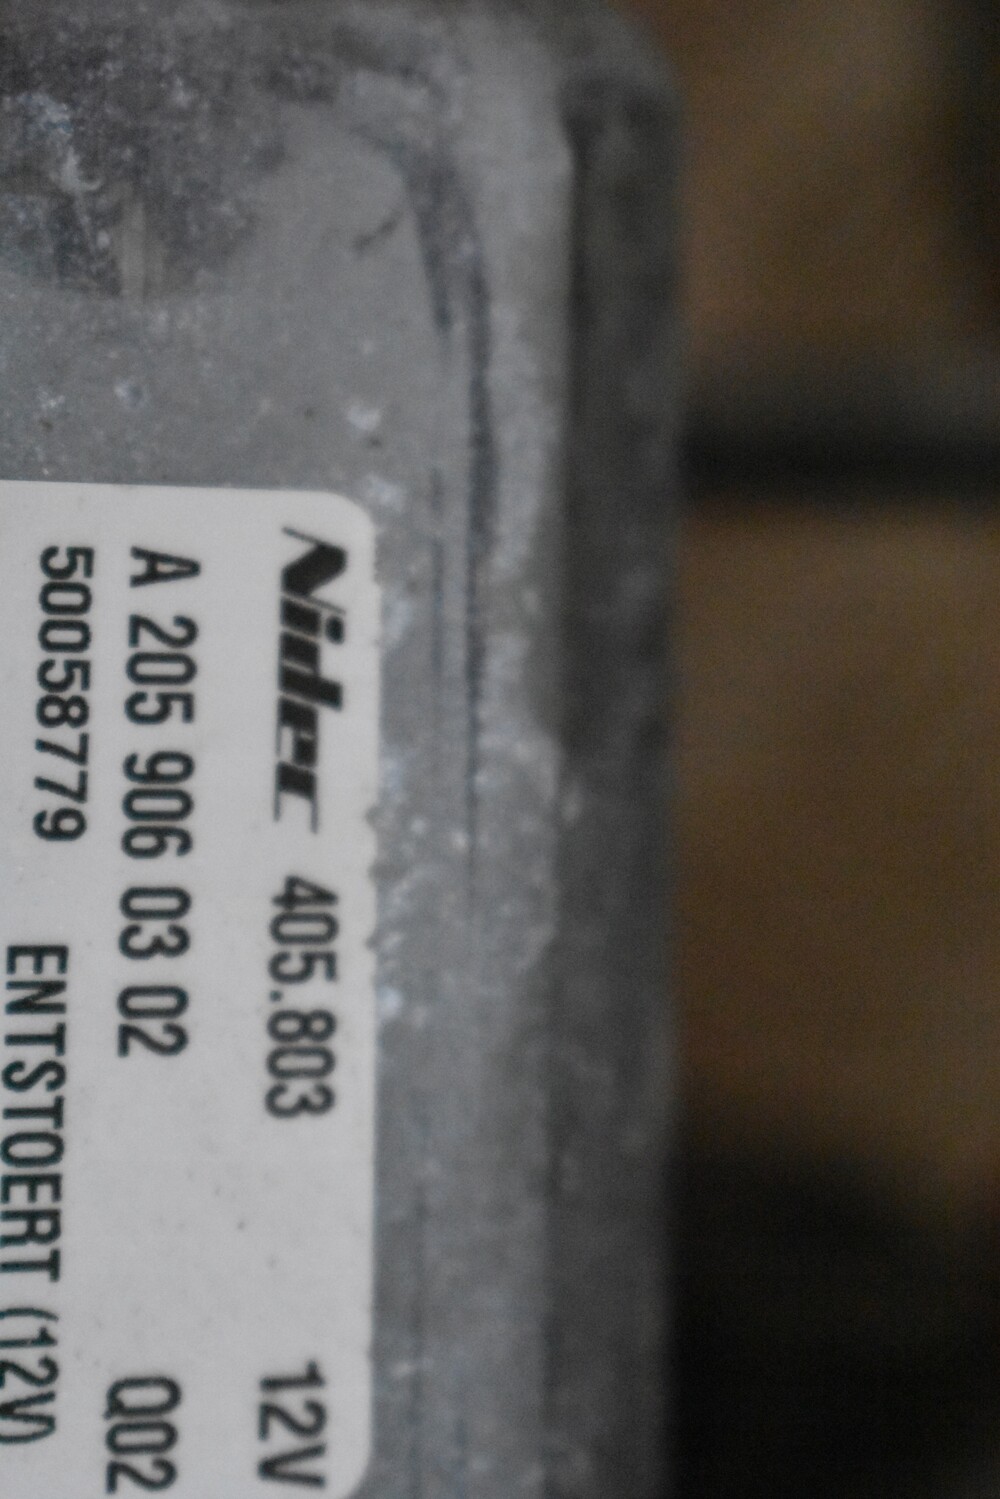 Nidec 405.803 12V
A 205 906 03 02 Q02
50058779 ENTSTOERT (12V)